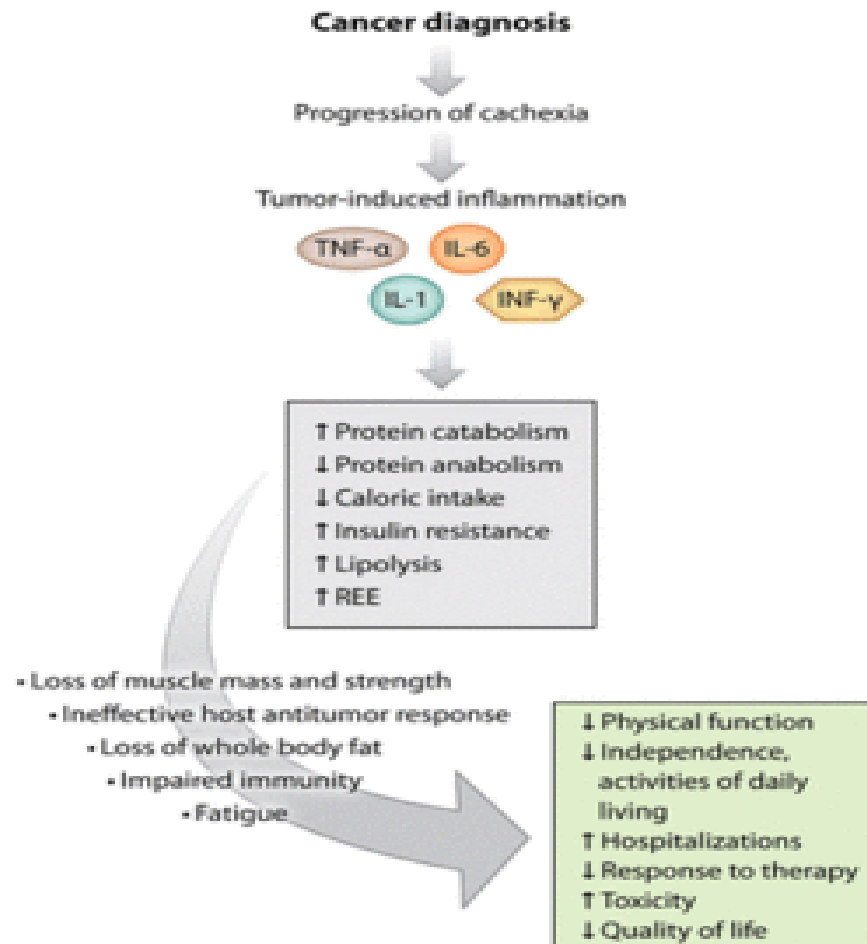 Cancer diagnosis
Progression of cachexia
Tumor-induced inflammation
TNF-α
IL-6
IL-1
INF-γ
↑ Protein catabolism
↓ Protein anabolism
↓ Caloric intake
↑ Insulin resistance
↑ Lipolysis
↑ REE
• Loss of muscle mass and strength
• Ineffective host antitumor response
• Loss of whole body fat
• Impaired immunity
• Fatigue
↓ Physical function
↓ Independence,
activities of daily
living
↑ Hospitalizations
↓ Response to therapy
↑ Toxicity
↓ Quality of life